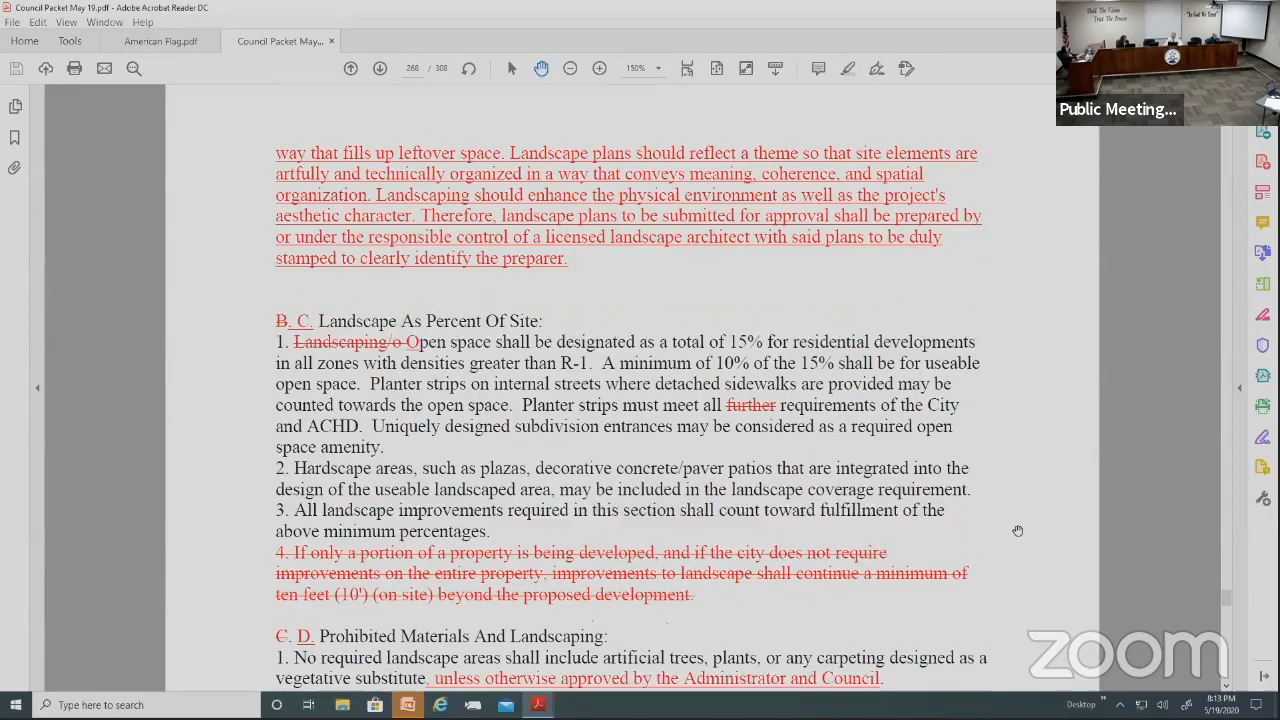 Council Packet May 19.pdf - Adobe Acrobat Reader DC
File Edit View Window Help
Home Tools American Flag.pdf Council Packet May... ×
268 / 308 150%
Hold The Vision
Trust The Process
"In God We Trust"
Public Meeting...
way that fills up leftover space. Landscape plans should reflect a theme so that site elements are
artfully and technically organized in a way that conveys meaning, coherence, and spatial
organization. Landscaping should enhance the physical environment as well as the project's
aesthetic character. Therefore, landscape plans to be submitted for approval shall be prepared by
or under the responsible control of a licensed landscape architect with said plans to be duly
stamped to clearly identify the preparer.
B. C. Landscape As Percent Of Site:
1. Landscaping/o Open space shall be designated as a total of 15% for residential developments
in all zones with densities greater than R-1. A minimum of 10% of the 15% shall be for useable
open space. Planter strips on internal streets where detached sidewalks are provided may be
counted towards the open space. Planter strips must meet all further requirements of the City
and ACHD. Uniquely designed subdivision entrances may be considered as a required open
space amenity.
2. Hardscape areas, such as plazas, decorative concrete/paver patios that are integrated into the
design of the useable landscaped area, may be included in the landscape coverage requirement.
3. All landscape improvements required in this section shall count toward fulfillment of the
above minimum percentages.
4. If only a portion of a property is being developed, and if the city does not require
improvements on the entire property, improvements to landscape shall continue a minimum of
ten feet (10') (on site) beyond the proposed development.
C. D. Prohibited Materials And Landscaping:
1. No required landscape areas shall include artificial trees, plants, or any carpeting designed as a
vegetative substitute, unless otherwise approved by the Administrator and Council.
zoom
Type here to search
Desktop
8:13 PM
5/19/2020